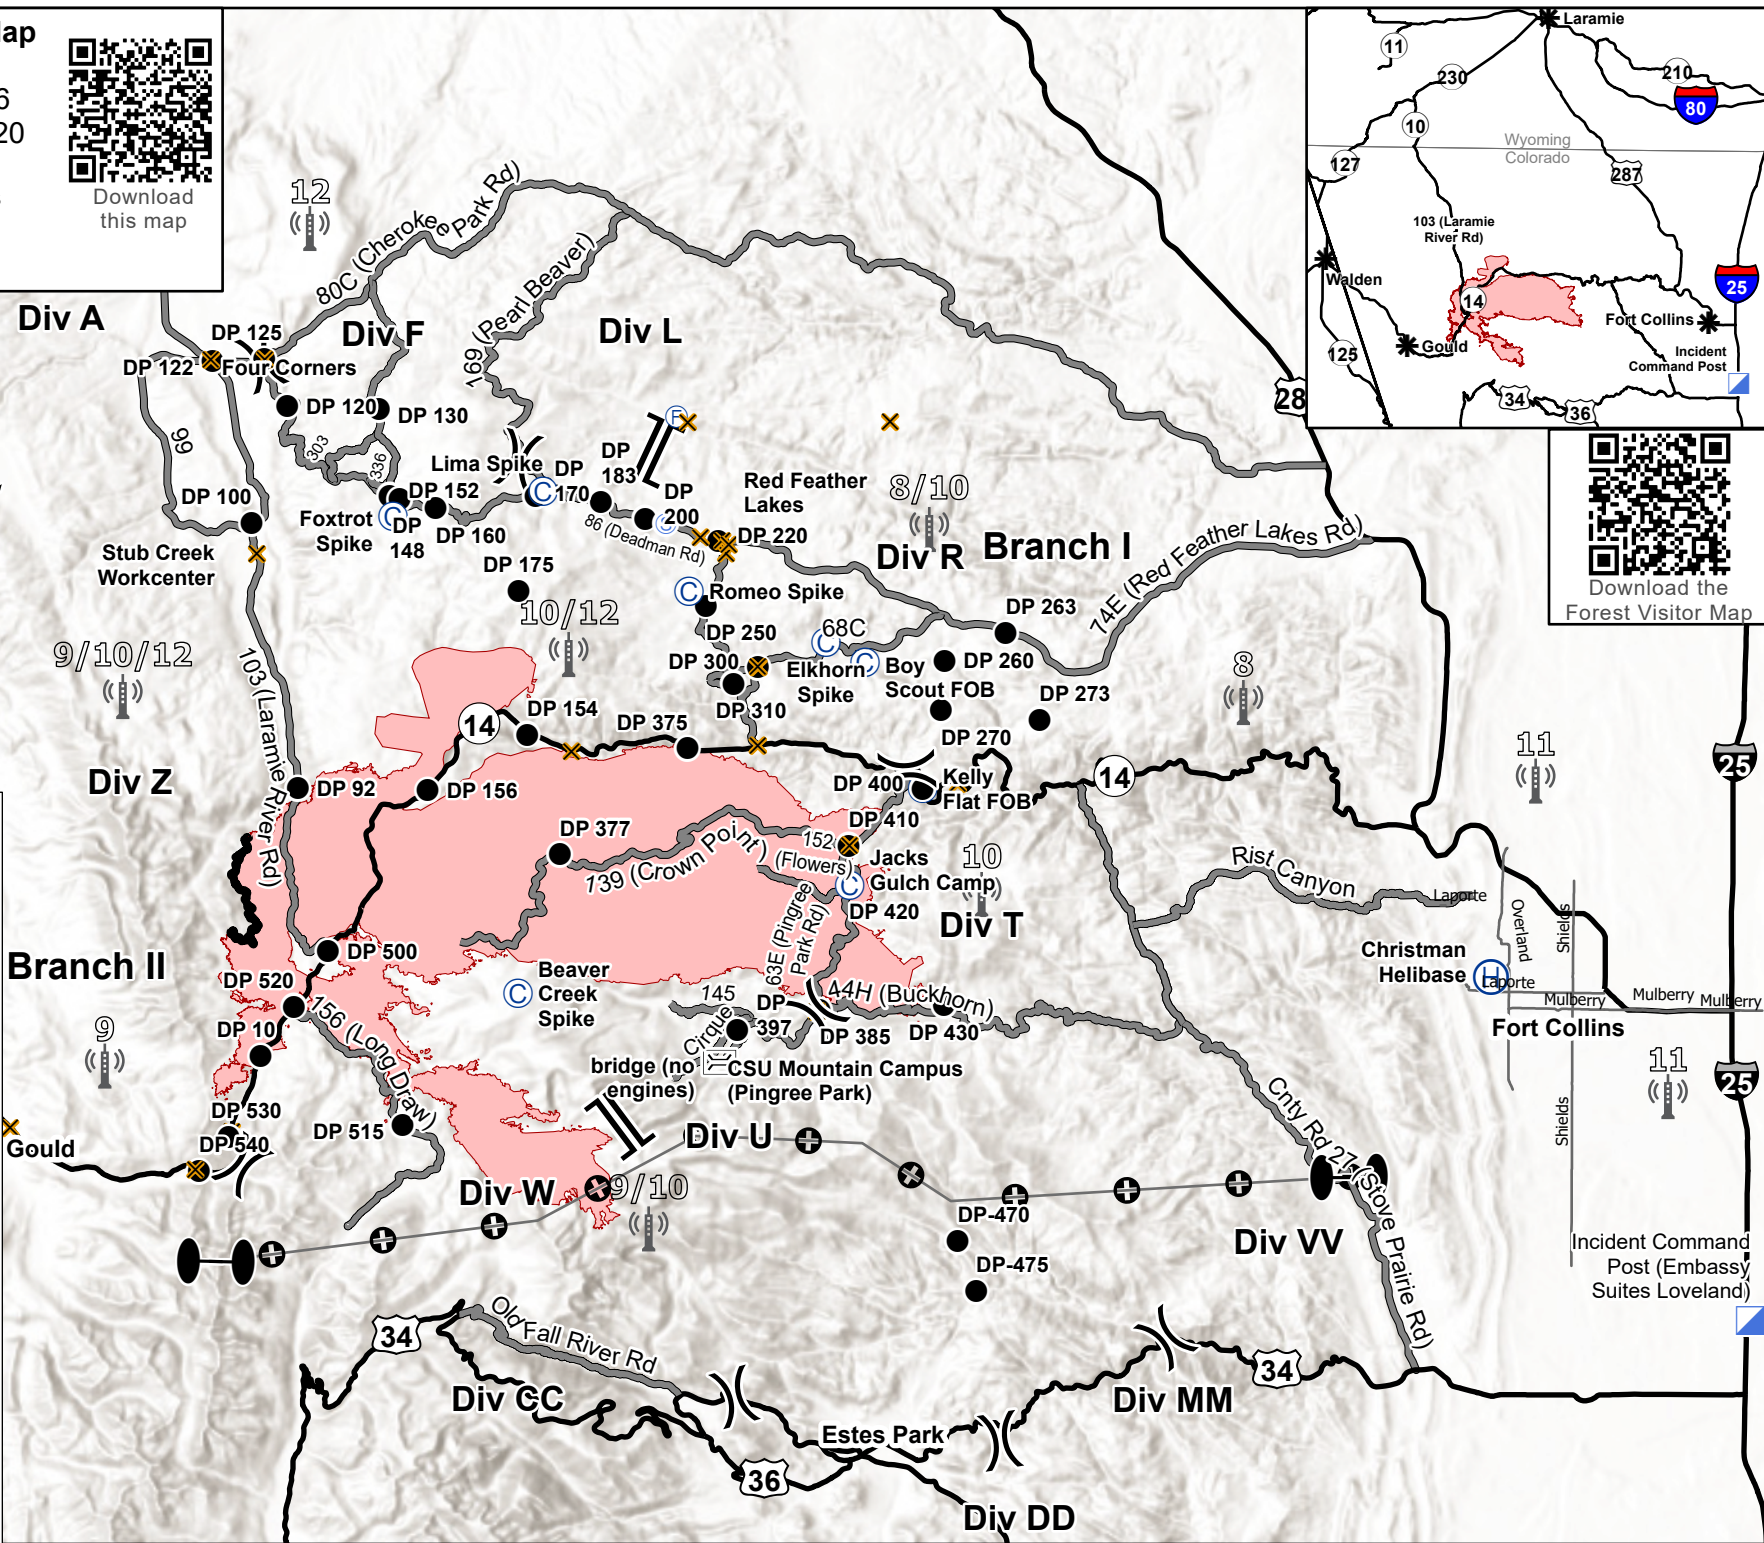 Map
6
20
Download
this map
Laramie
11
230
210
80
10
Wyoming
Colorado
127
287
103 (Laramie
River Rd)
Walden
25
14
Fort Collins
Gould
Incident
Command Post
125
34
36
12
80C (Cherokee Park Rd)
169 (Pearl Beaver)
Div A
DP 125
Div F
Div L
DP 122
Four Corners
DP 120
DP 130
28
F
99
303
336
Lima Spike
DP
170
DP
183
DP
200
Red Feather
Lakes
8/10
DP 100
DP 152
C
C
C
Foxtrot
Spike
DP
148
DP 160
86 (Deadman Rd)
DP 220
Div R
Branch I
74E (Red Feather Lakes Rd)
Download the
Forest Visitor Map
Stub Creek
Workcenter
DP 175
C
Romeo Spike
10/12
DP 263
DP 250
68C
C
C
9/10/12
103 (Laramie River Rd)
DP 300
Elkhorn
Spike
Boy
Scout FOB
DP 260
8
DP 273
14
DP 154
DP 375
DP 310
DP 270
11
25
Div Z
DP 92
DP 156
DP 400
Kelly
Flat FOB
14
DP 410
DP 377
139 (Crown Point)
152
(Flowers)
Jacks
Gulch Camp
C
10
Rist Canyon
Laporte
DP 420
Div T
Overland
Shields
63E (Pingree
Park Rd)
Branch II
DP 500
Christman
Helibase
H
Laporte
DP 520
C
Beaver
Creek
Spike
145
44H (Buckhorn)
Mulberry
Mulberry
Mulberry
DP 10
156 (Long Draw)
Cirque
DP
397
DP 385
DP 430
Fort Collins
9
bridge (no
engines)
CSU Mountain Campus
(Pingree Park)
11
25
DP 530
Cnty Rd 27 (Stove Prairie Rd)
Shields
Gould
DP 540
DP 515
Div U
Div W
9/10
DP-470
Div VV
DP-475
Incident Command
Post (Embassy
Suites Loveland)
34
Old Fall River Rd
34
Div CC
Div MM
Estes Park
36
Div DD